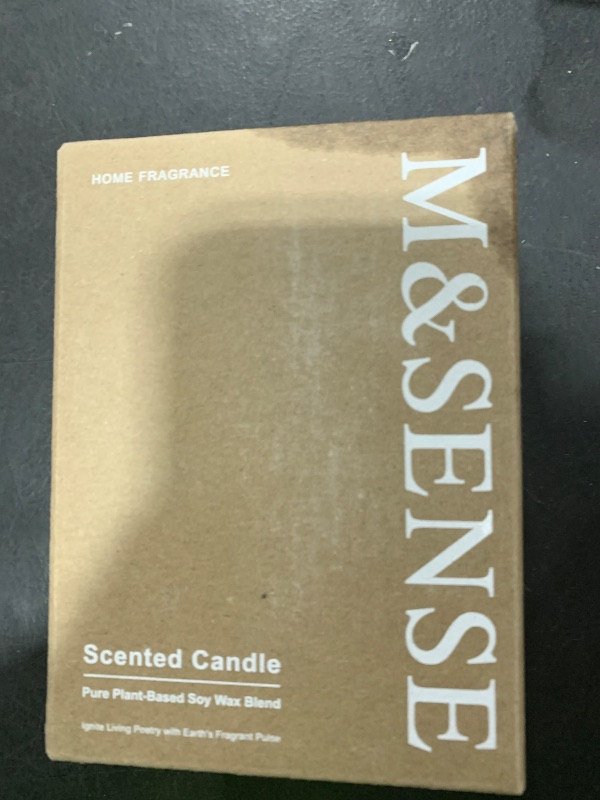 HOME FRAGRANCE
M&SENSE
Scented Candle
Pure Plant-Based Soy Wax Blend
Ignite Living Poetry with Earth's Fragrant Pulse